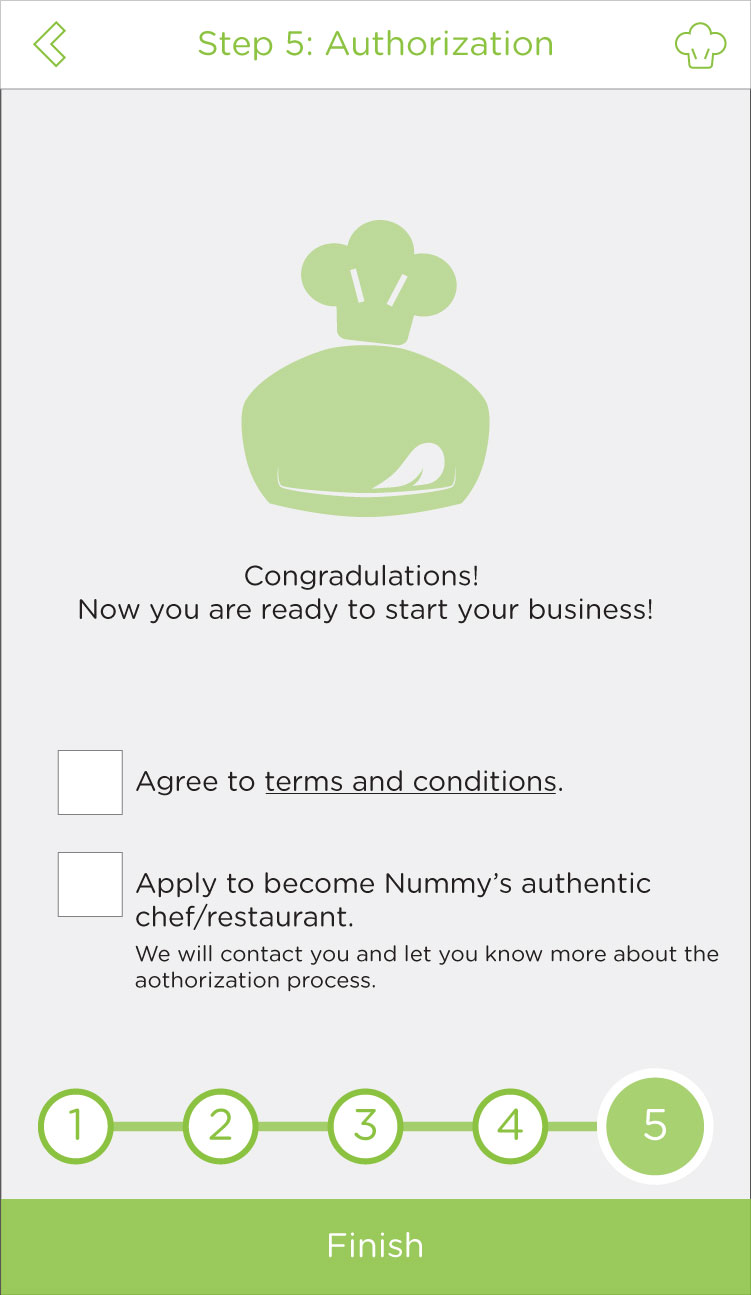 Step 5: Authorization
Congradulations!
Now you are ready to start your business!
Agree to terms and conditions.
Apply to become Nummy’s authentic
chef/restaurant.
We will contact you and let you know more about the
aothorization process.
1 2 3 4 5
Finish